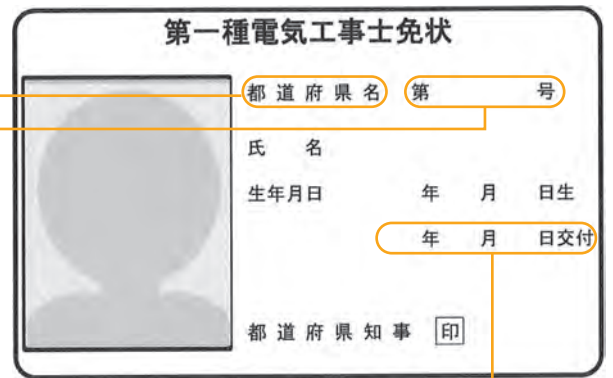 第一種電気工事士免状
都道府県名 第 号
氏 名
生年月日 年 月 日生
年 月 日交付
都道府県知事 印